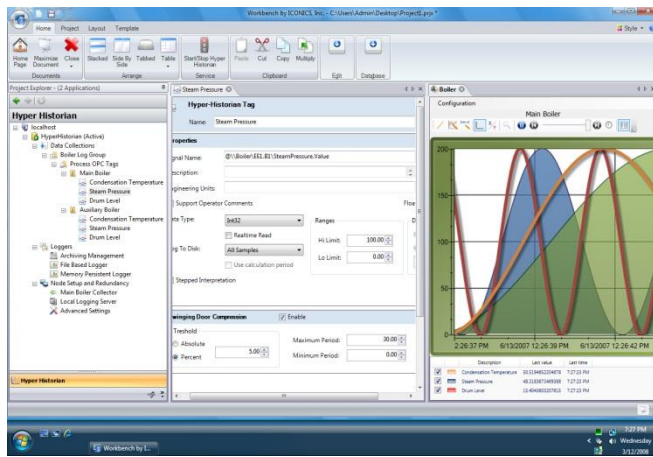 Workbench by ICONICS, Inc. - C:\Users\Admin\Desktop\Project1.prjx *
Home Project Layout Template
Style
Home Page
Maximize Document
Close
Stacked
Side By Side
Tabbed
Table
Start/Stop Hyper Historian
Paste
Cut
Copy
Multiply
Documents
Arrange
Service
Clipboard
Edit
Database
Project Explorer - (2 Applications)
Hyper Historian
localhost
HyperHistorian (Active)
Data Collections
Boiler Log Group
Process OPC Tags
Main Boiler
Condensation Temperature
Steam Pressure
Drum Level
Auxiliary Boiler
Condensation Temperature
Steam Pressure
Drum Level
Loggers
Archiving Management
File Based Logger
Memory Persistent Logger
Node Setup and Redundancy
Main Boiler Collector
Local Logging Server
Advanced Settings
Hyper Historian
Steam Pressure
Hyper-Historian Tag
Name: Steam Pressure
roperties
gnal Name: @\\Boiler\EE1.B1\SteamPressure.Value
escription:
ngineering Units:
Support Operator Comments
Floe
ata Type: Int32
Realtime Read
og To Disk: All Samples
Use calculation period
Ranges
Hi Limit: 100.00
Lo Limit: 0.00
Stepped Interpretation
winging Door Compression
Enable
Treshold
Absolute
Percent
5.00
Maximum Period: 30.00
Minimum Period: 0.00
Boiler
Configuration
Main Boiler
200
150
100
50
0
2:26:37 PM 6/13/2007 12:26:39 PM 6/13/2007 12:26:42 PM
Description Last value Last time
Condensation Temperature 7:27:23 PM
Steam Pressure 7:27:23 PM
Drum Level 7:27:23 PM
Workbench by I...
7:27 PM
Wednesday
3/12/2008